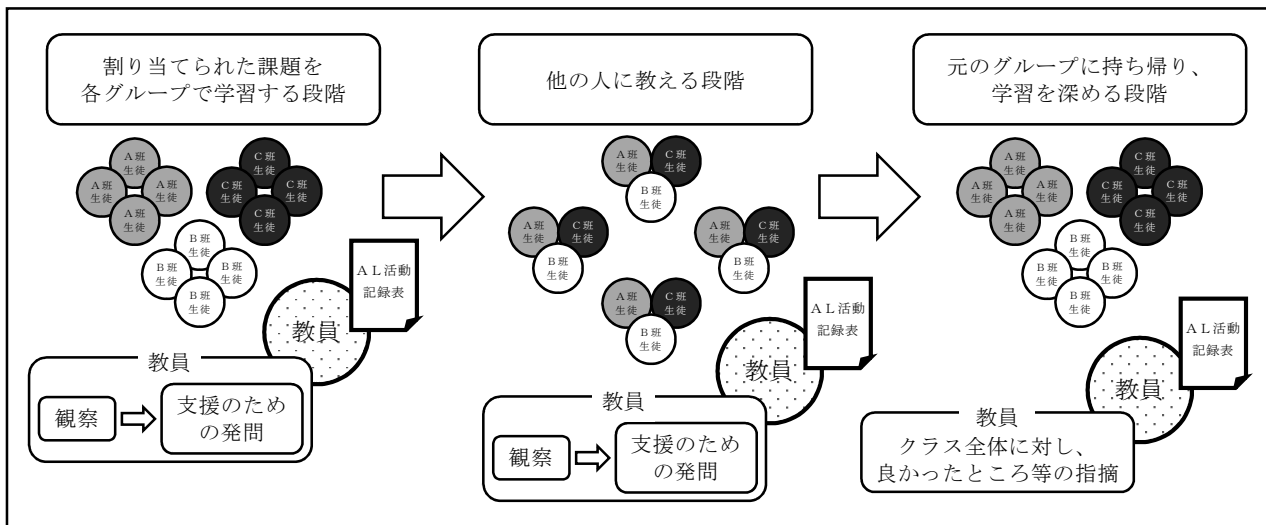 割り当てられた課題を
各グループで学習する段階
A班
生徒
A班
生徒
A班
生徒
A班
生徒
C班
生徒
C班
生徒
C班
生徒
C班
生徒
B班
生徒
B班
生徒
B班
生徒
B班
生徒
AL活動
記録表
教員
教員
観察
支援のため
の発問
他の人に教える段階
A班
生徒
C班
生徒
B班
生徒
A班
生徒
C班
生徒
B班
生徒
A班
生徒
C班
生徒
B班
生徒
A班
生徒
C班
生徒
B班
生徒
AL活動
記録表
教員
教員
観察
支援のため
の発問
元のグループに持ち帰り、
学習を深める段階
A班
生徒
A班
生徒
A班
生徒
A班
生徒
C班
生徒
C班
生徒
C班
生徒
C班
生徒
B班
生徒
B班
生徒
B班
生徒
B班
生徒
AL活動
記録表
教員
教員
クラス全体に対し、
良かったところ等の指摘